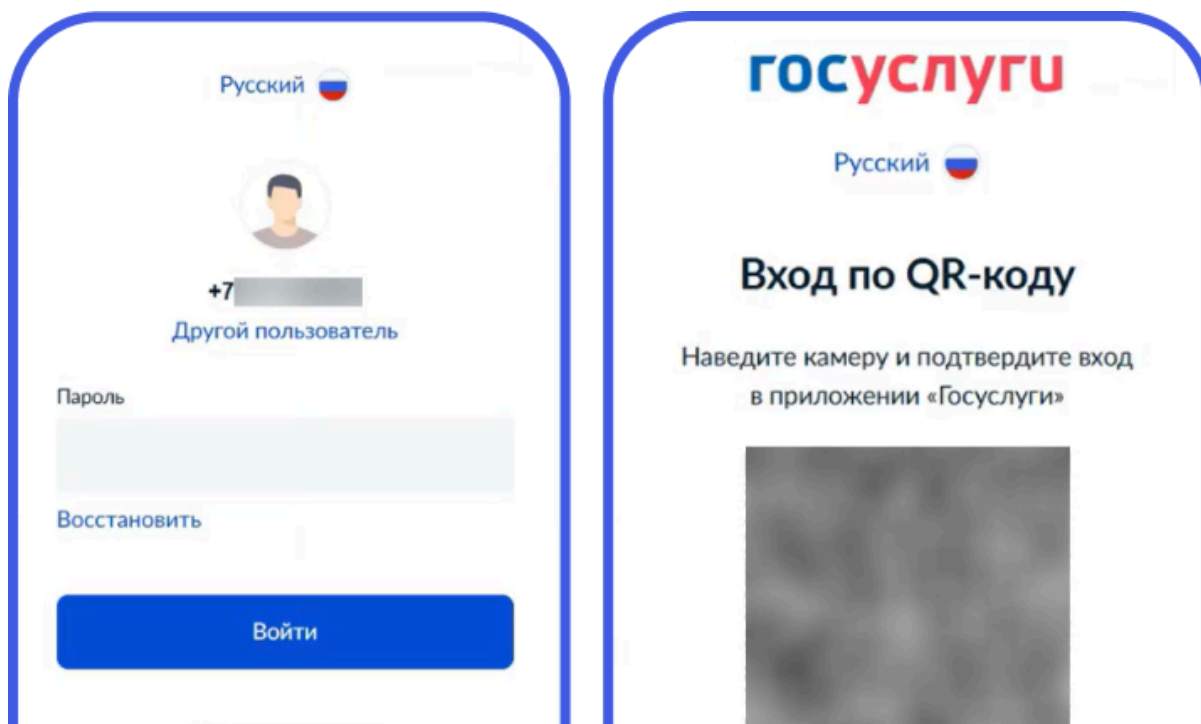 Русский
+7
Другой пользователь
Пароль
Восстановить
Войти
госуслуги
Русский
Вход по QR-коду
Наведите камеру и подтвердите вход
в приложении «Госуслуги»